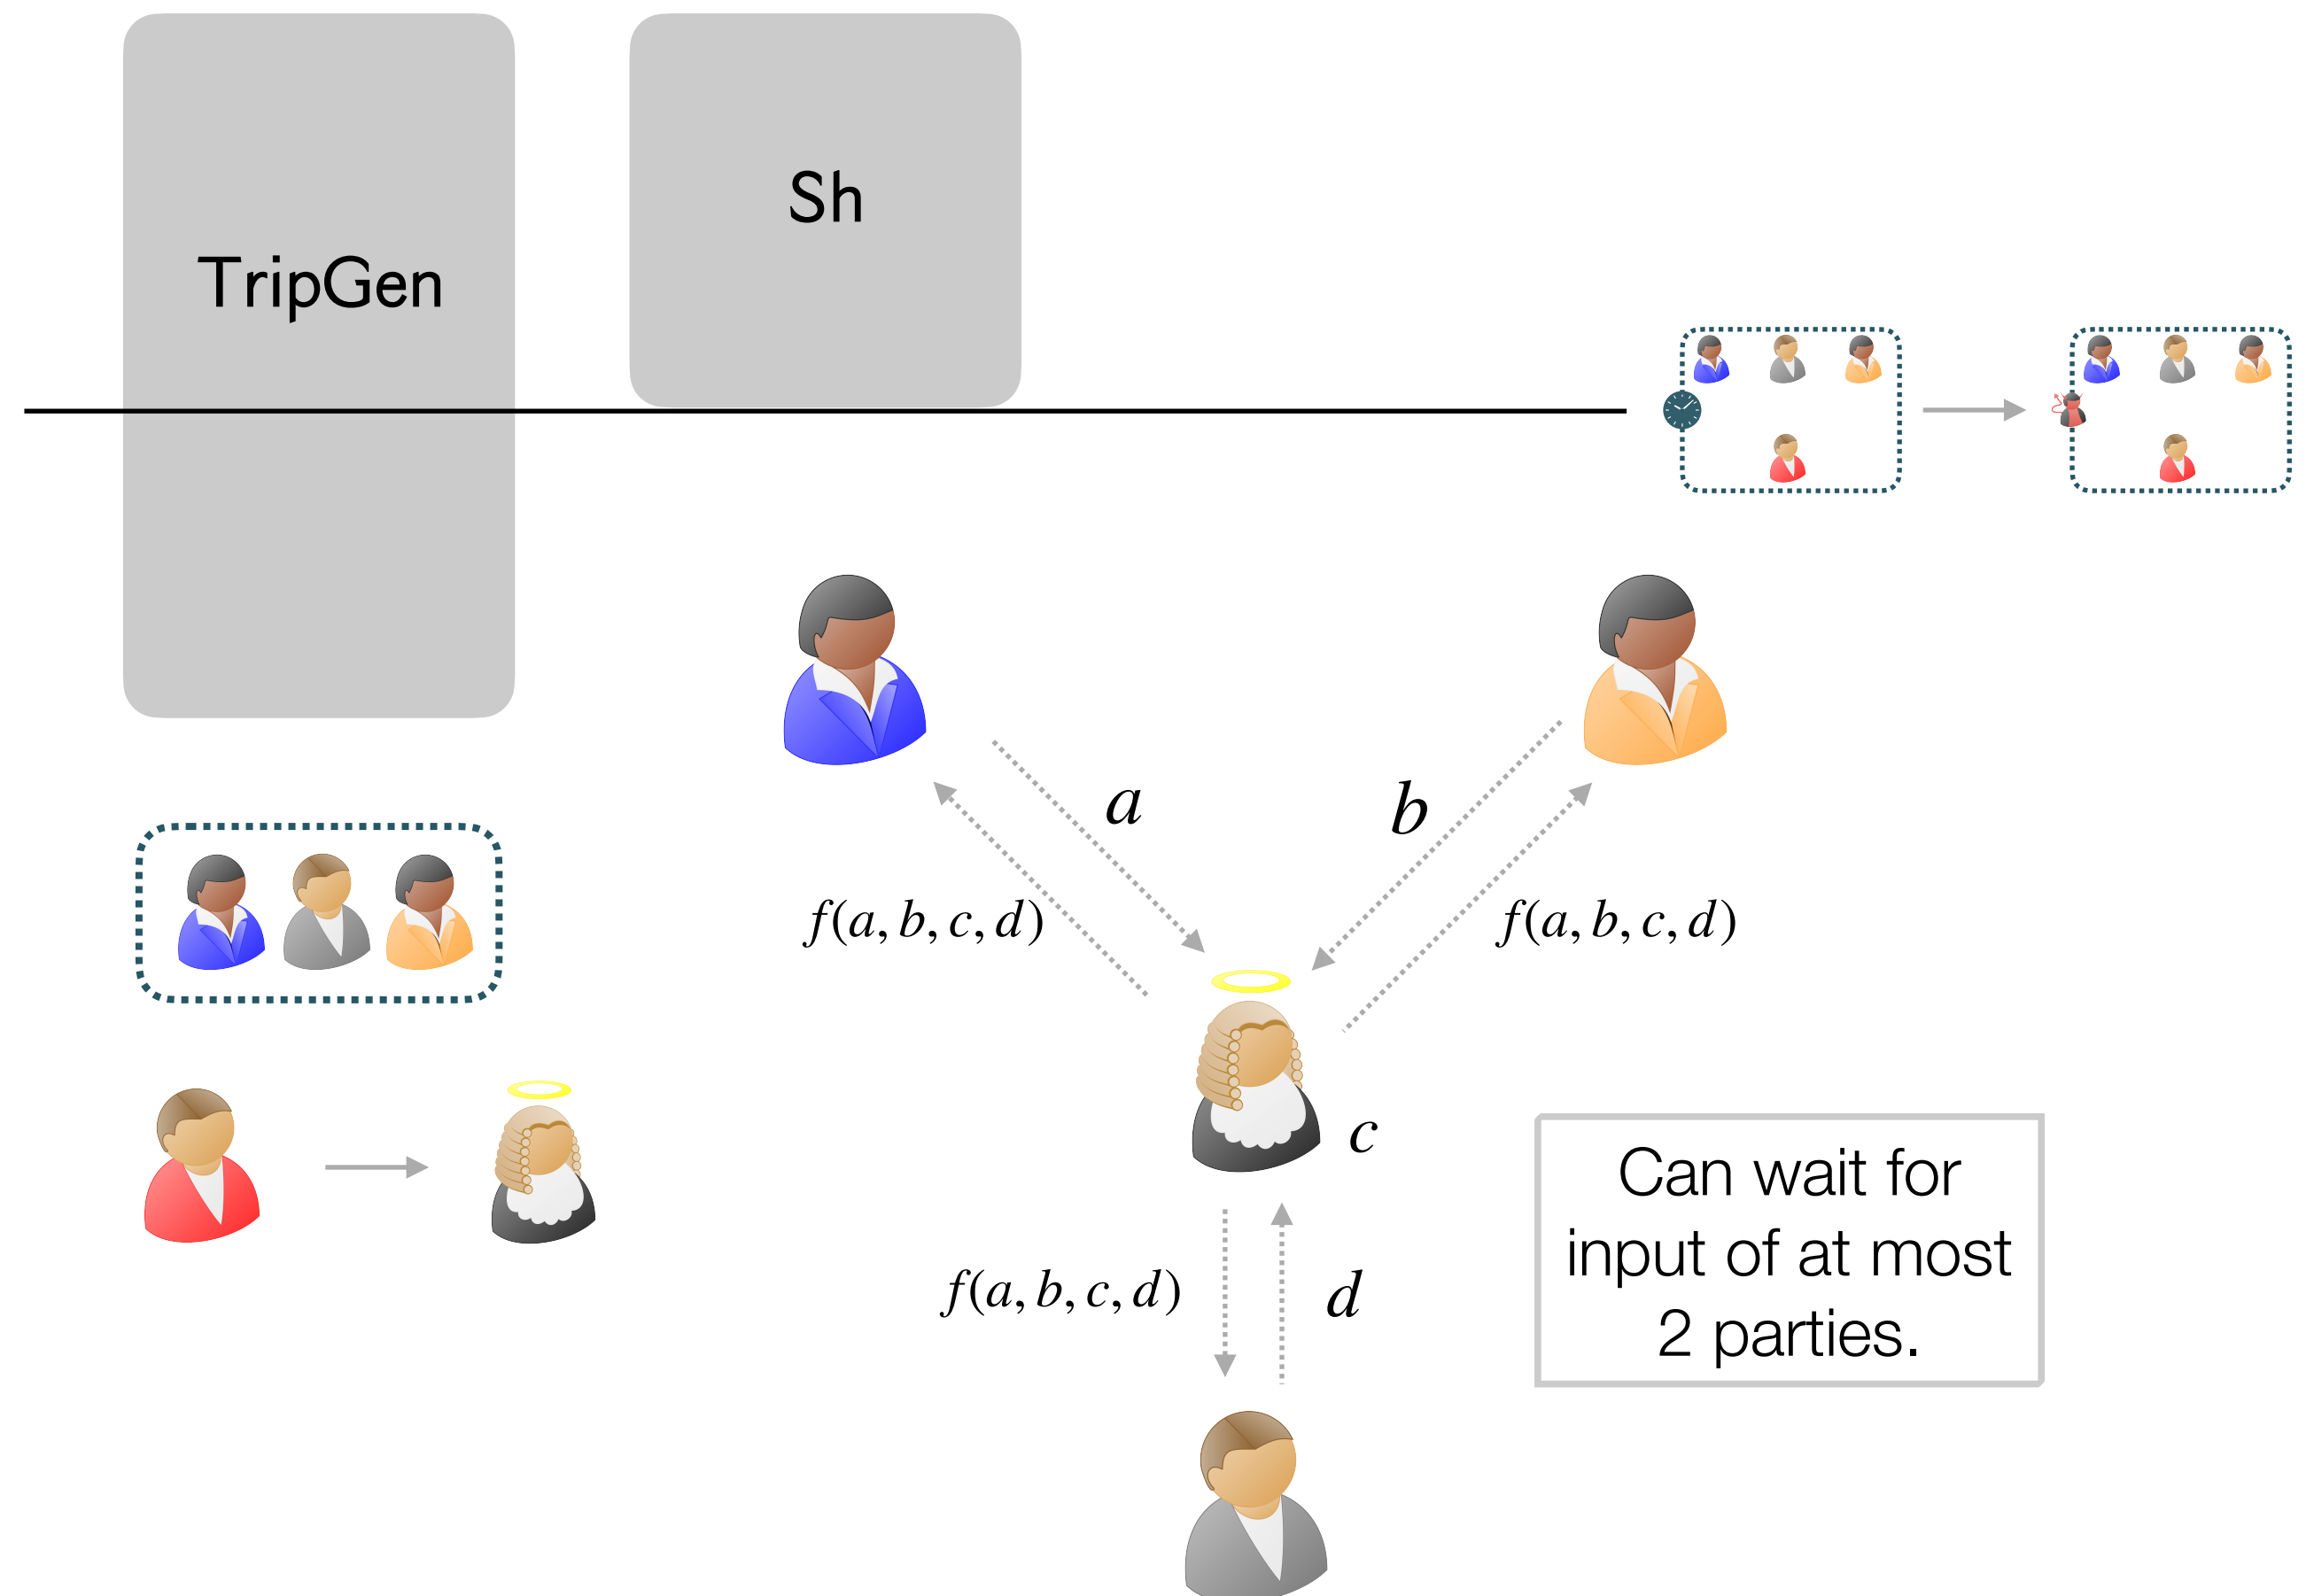 Sh
TripGen
a
b
f(a, b, c, d)
f(a, b, c, d)
c
Can wait for
input of at most
2 parties.
f(a, b, c, d)
d